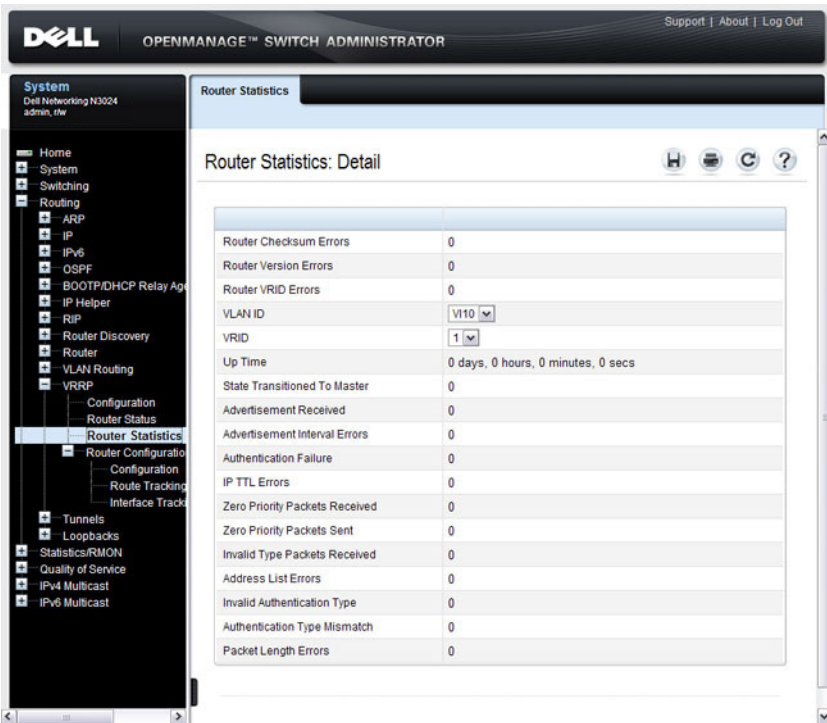 Support | About | Log Out
DELL
OPENMANAGE™ SWITCH ADMINISTRATOR
System
Dell Networking N3024
admin, r/w
Home
System
Switching
Routing
ARP
IP
IPv6
OSPF
BOOTP/DHCP Relay Age
IP Helper
RIP
Router Discovery
Router
VLAN Routing
VRRP
Configuration
Router Status
Router Statistics
Router Configuratio
Configuration
Route Tracking
Interface Tracki
Tunnels
Loopbacks
Statistics/RMON
Quality of Service
IPv4 Multicast
IPv6 Multicast
Router Statistics
Router Statistics: Detail
Router Checksum Errors 0
Router Version Errors 0
Router VRID Errors 0
VLAN ID Vl10
VRID 1
Up Time 0 days, 0 hours, 0 minutes, 0 secs
State Transitioned To Master 0
Advertisement Received 0
Advertisement Interval Errors 0
Authentication Failure 0
IP TTL Errors 0
Zero Priority Packets Received 0
Zero Priority Packets Sent 0
Invalid Type Packets Received 0
Address List Errors 0
Invalid Authentication Type 0
Authentication Type Mismatch 0
Packet Length Errors 0